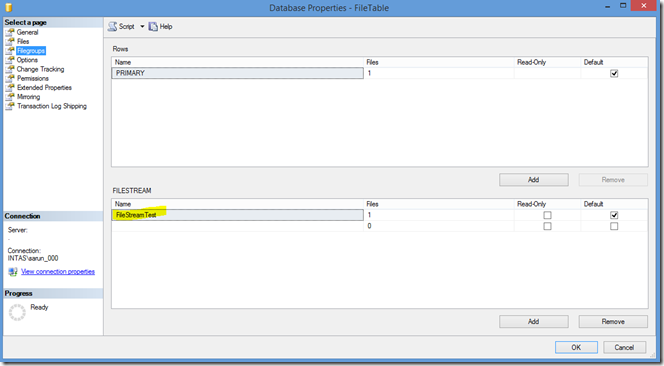 Database Properties - FileTable
Select a page
General
Files
Filegroups
Options
Change Tracking
Permissions
Extended Properties
Mirroring
Transaction Log Shipping
Script
Help
Rows
Name Files Read-Only Default
PRIMARY 1
Add Remove
FILESTREAM
Name Files Read-Only Default
FileStreamTest 1
0
Add Remove
Connection
Server:
.
Connection:
INTAS\aarun_000
View connection properties
Progress
Ready
OK Cancel